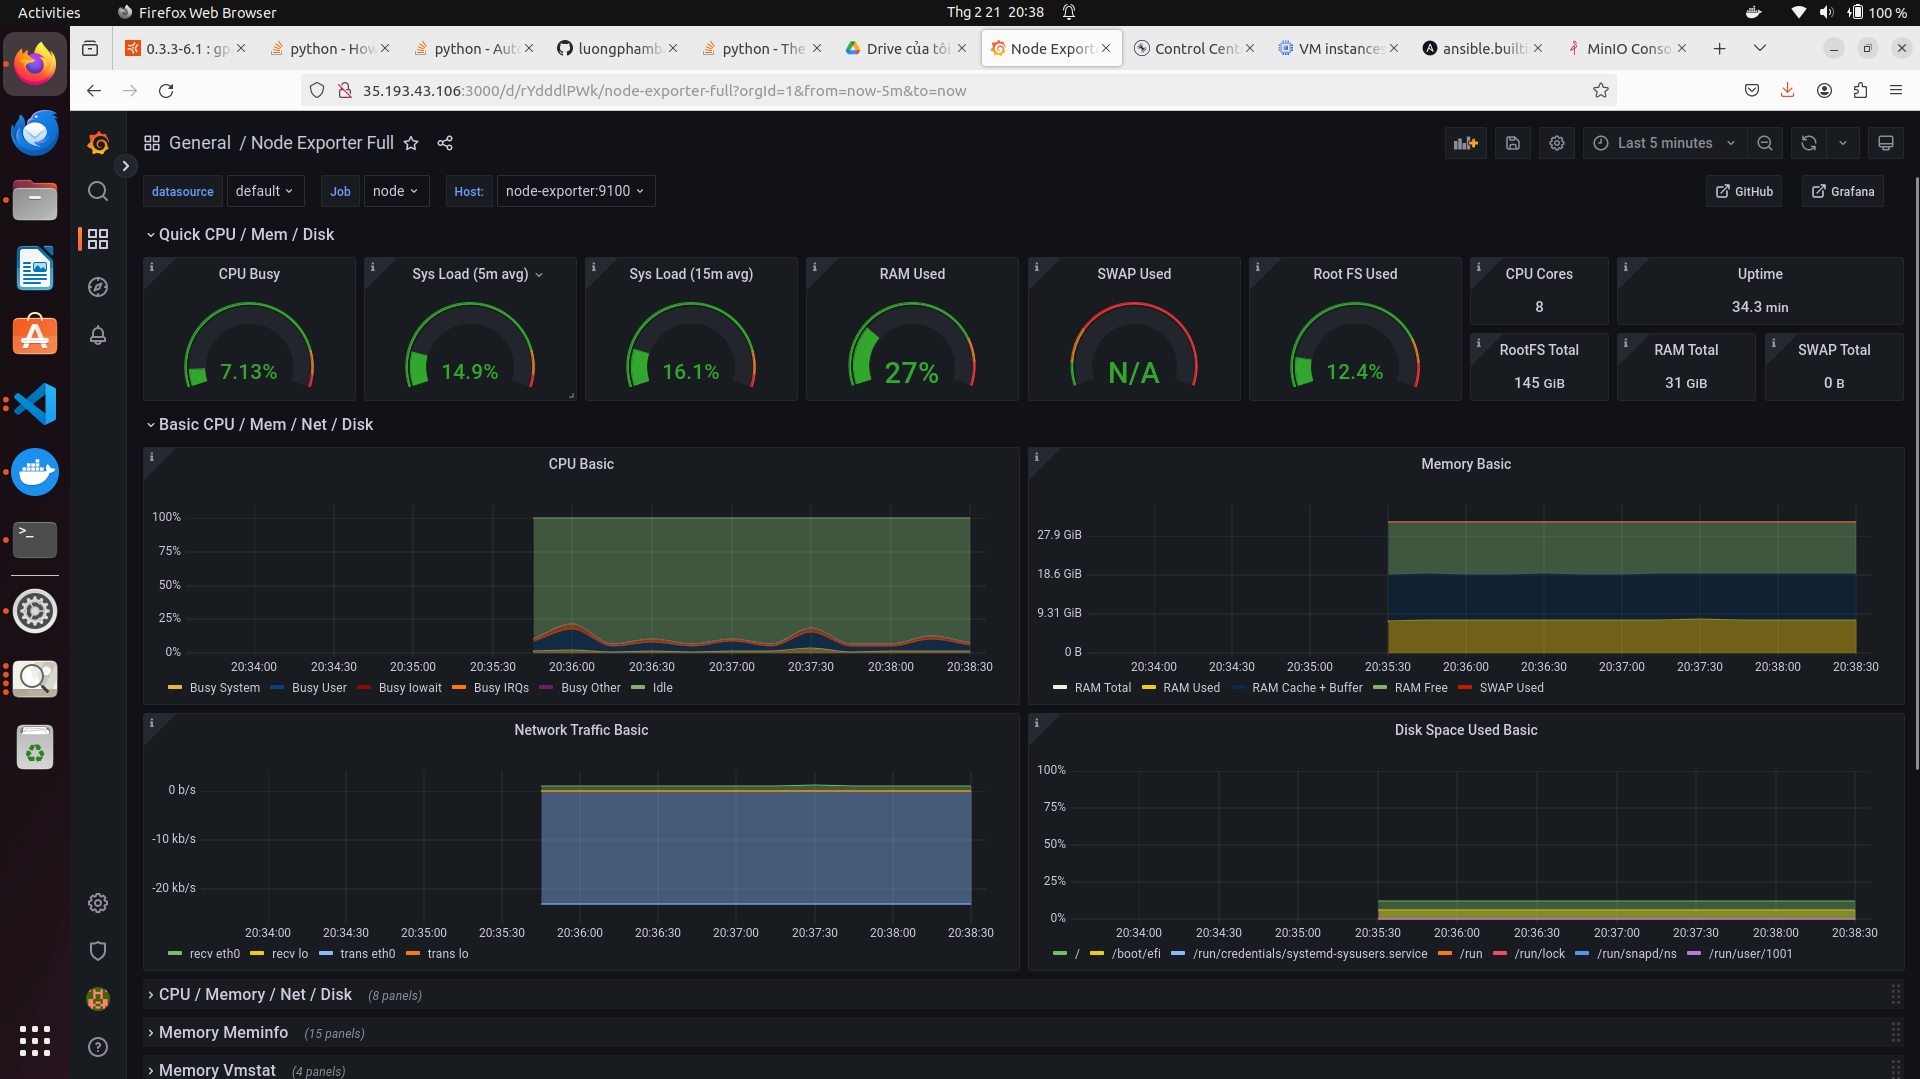 Activities Firefox Web Browser Thg 2 21 20:38 100 %
0.3.3-6.1 : gp python - How python - Aut luongphamb python - The Drive của tôi Node Export Control Cent VM instances ansible.builti MinIO Conso
35.193.43.106:3000/d/rYdddlPWk/node-exporter-full?orgId=1&from=now-5m&to=now
General / Node Exporter Full Last 5 minutes
datasource default Job node Host: node-exporter:9100 GitHub Grafana
Quick CPU / Mem / Disk
CPU Busy Sys Load (5m avg) Sys Load (15m avg) RAM Used SWAP Used Root FS Used CPU Cores Uptime
8 34.3 min
RootFS Total RAM Total SWAP Total
7.13% 14.9% 16.1% 27% N/A 12.4% 145 GiB 31 GiB 0 B
Basic CPU / Mem / Net / Disk
CPU Basic
100%
75%
50%
25%
0%
20:34:00 20:34:30 20:35:00 20:35:30 20:36:00 20:36:30 20:37:00 20:37:30 20:38:00 20:38:30
Busy System Busy User Busy Iowait Busy IRQs Busy Other Idle
Memory Basic
27.9 GiB
18.6 GiB
9.31 GiB
0 B
20:34:00 20:34:30 20:35:00 20:35:30 20:36:00 20:36:30 20:37:00 20:37:30 20:38:00 20:38:30
RAM Total RAM Used RAM Cache + Buffer RAM Free SWAP Used
Network Traffic Basic
0 b/s
-10 kb/s
-20 kb/s
20:34:00 20:34:30 20:35:00 20:35:30 20:36:00 20:36:30 20:37:00 20:37:30 20:38:00 20:38:30
recv eth0 recv lo trans eth0 trans lo
Disk Space Used Basic
100%
75%
50%
25%
0%
20:34:00 20:34:30 20:35:00 20:35:30 20:36:00 20:36:30 20:37:00 20:37:30 20:38:00 20:38:30
/ /boot/efi /run/credentials/systemd-sysusers.service /run /run/lock /run/snapd/ns /run/user/1001
CPU / Memory / Net / Disk (8 panels)
Memory Meminfo (15 panels)
Memory Vmstat (4 panels)